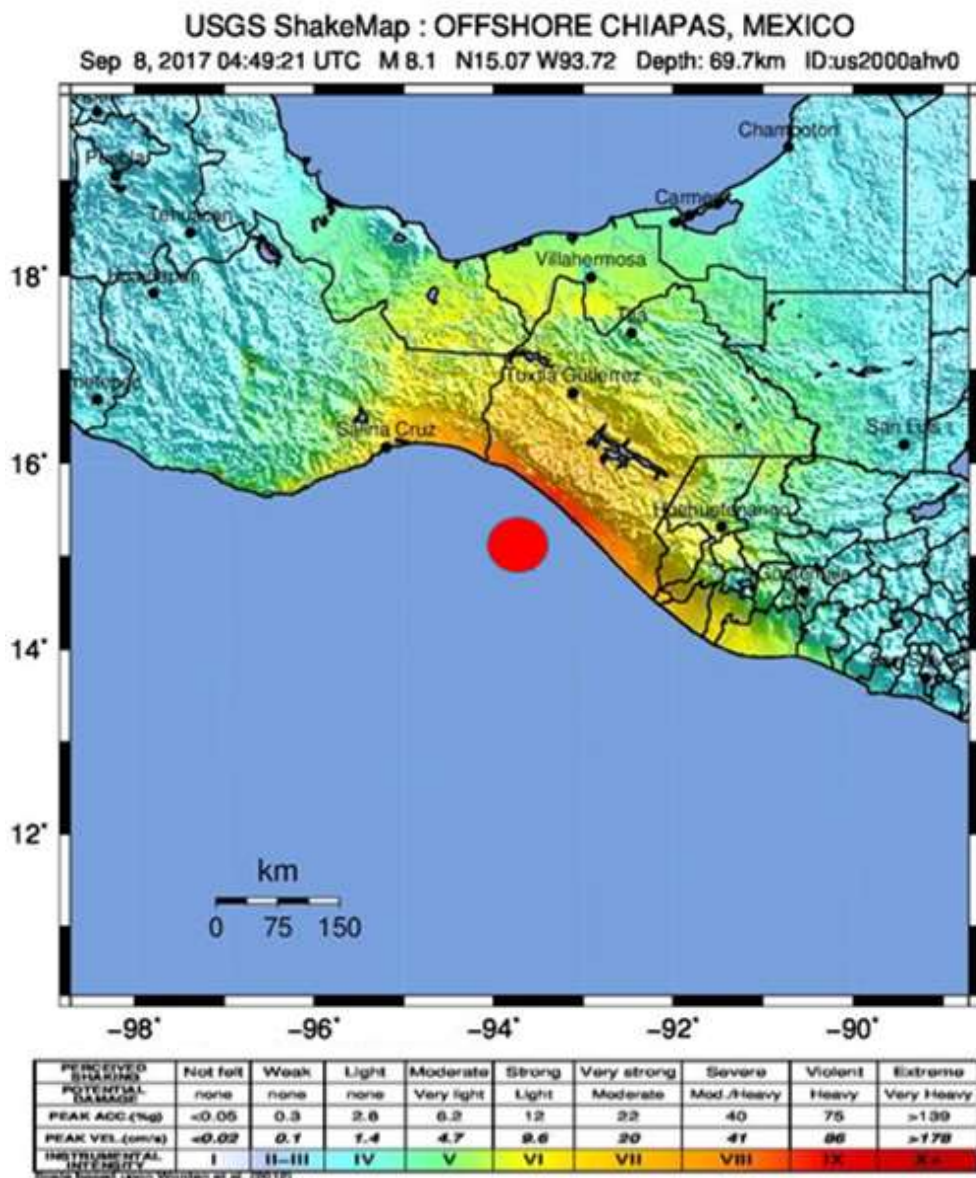 USGS ShakeMap : OFFSHORE CHIAPAS, MEXICO
Sep 8, 2017 04:49:21 UTC M 8.1 N15.07 W93.72 Depth: 69.7km ID:us2000ahv0
Champoton
Carmen
Tehuacan
Villahermosa
18°
Tuxtla Gutierrez
Salina Cruz
San Luis
16°
Huehuetenango
14°
12°
km
0 75 150
-98° -96° -94° -92° -90°
PERCEIVED SHAKING Not felt Weak Light Moderate Strong Very strong Severe Violent Extreme
POTENTIAL DAMAGE none none none Very light Light Moderate Mod./Heavy Heavy Very Heavy
PEAK ACC.(%g) <0.05 0.3 2.8 6.2 12 22 40 75 >139
PEAK VEL.(cm/s) <0.02 0.1 1.4 4.7 9.6 20 41 86 >178
INSTRUMENTAL INTENSITY I II-III IV V VI VII VIII IX X+